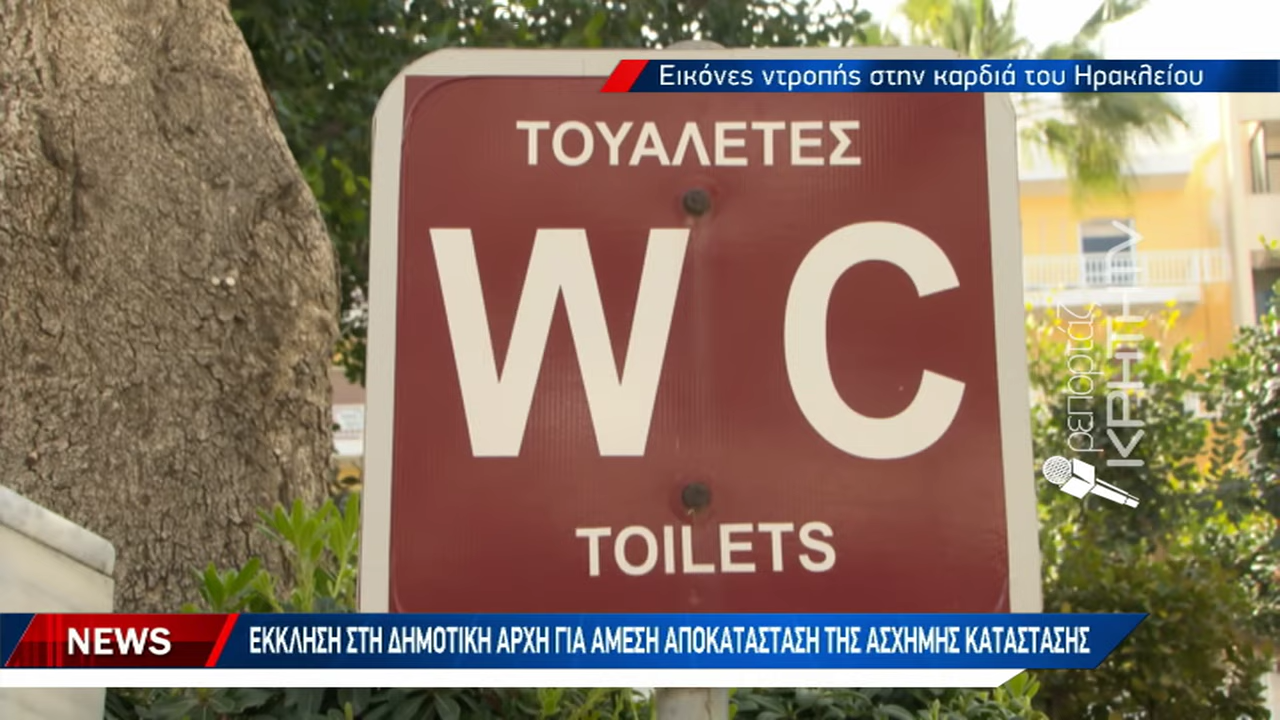 Εικόνες ντροπής στην καρδιά του Ηρακλείου
ΤΟΥΑΛΕΤΕΣ
W C
TOILETS
ρεπορτάζ
ΚΡΗΤΗ TV
NEWS
ΕΚΚΛΗΣΗ ΣΤΗ ΔΗΜΟΤΙΚΗ ΑΡΧΗ ΓΙΑ ΑΜΕΣΗ ΑΠΟΚΑΤΑΣΤΑΣΗ ΤΗΣ ΑΣΧΗΜΗΣ ΚΑΤΑΣΤΑΣΗΣ